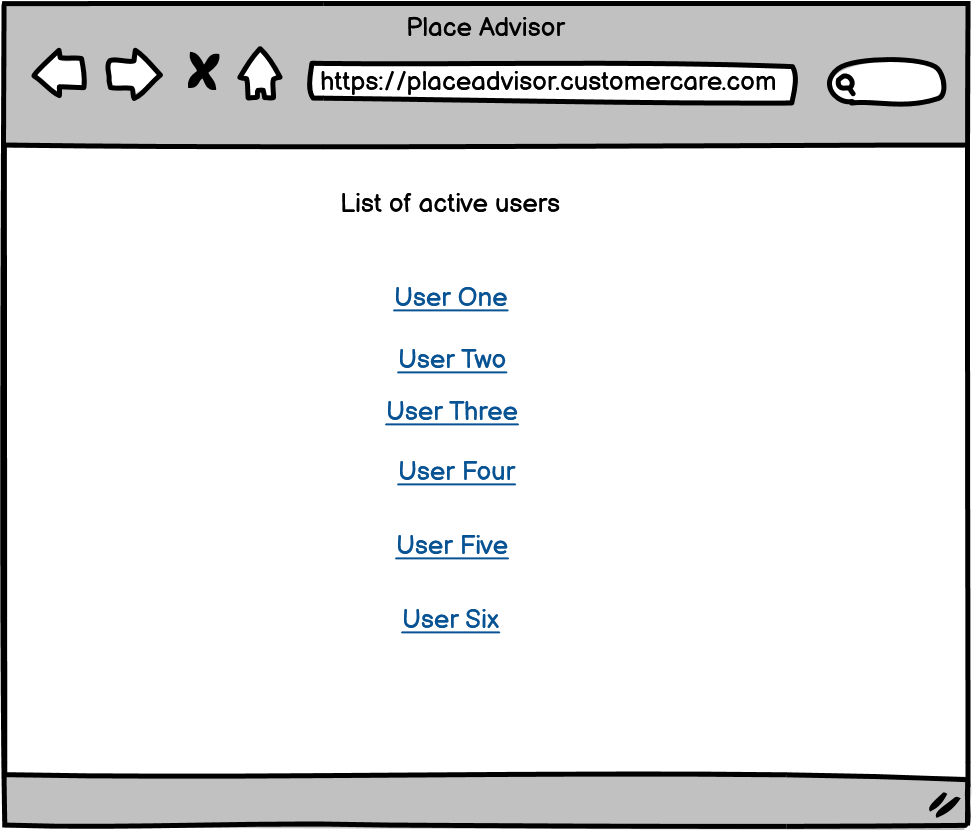 Place Advisor
https://placeadvisor.customercare.com
List of active users
User One
User Two
User Three
User Four
User Five
User Six